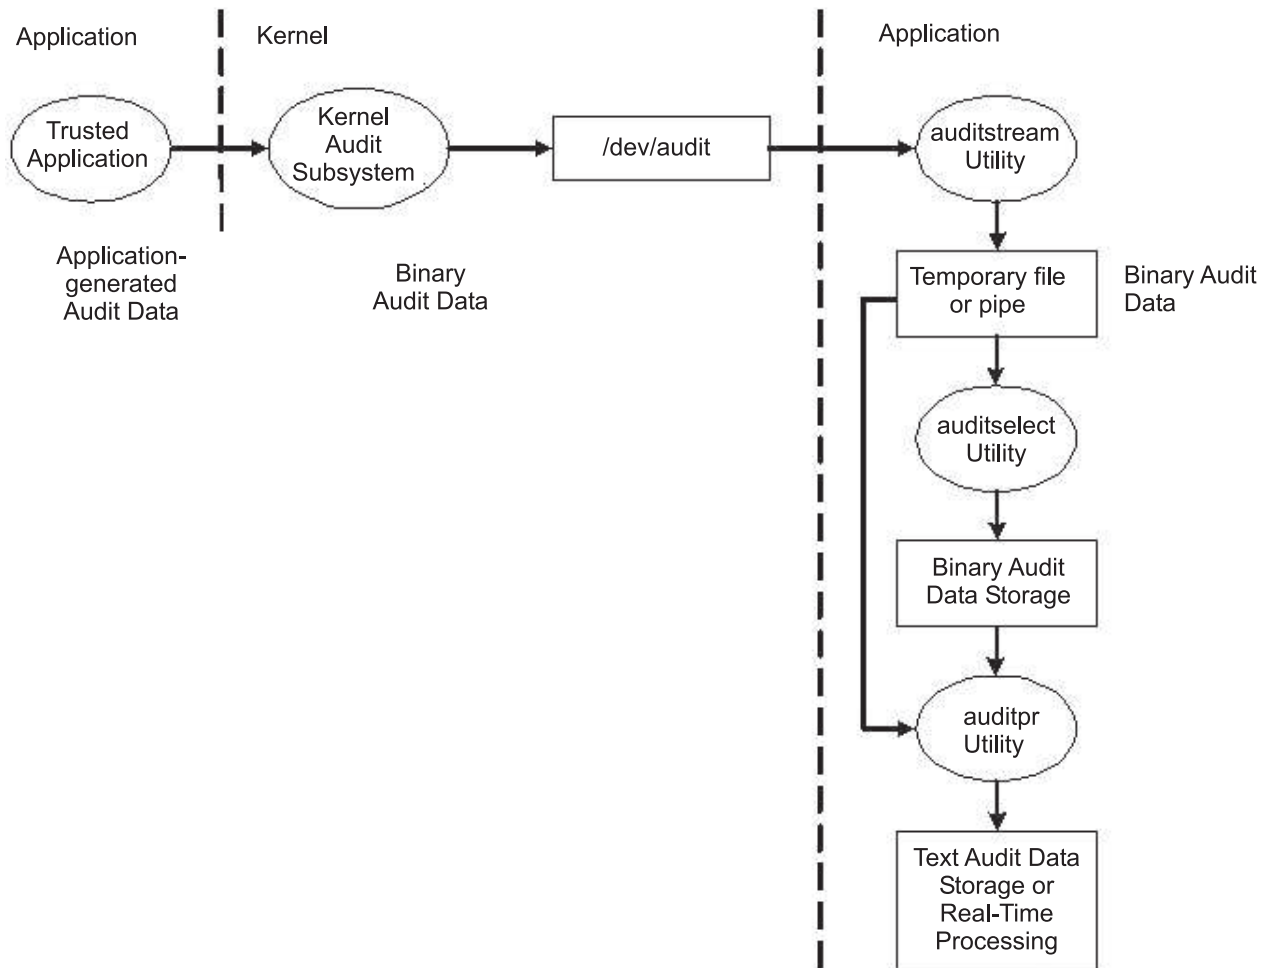 Application
Kernel
Application
Trusted
Application
Kernel
Audit
Subsystem
/dev/audit
auditstream
Utility
Application-
generated
Audit Data
Binary
Audit Data
Temporary file
or pipe
Binary Audit
Data
auditselect
Utility
Binary Audit
Data Storage
auditpr
Utility
Text Audit Data
Storage or
Real-Time
Processing